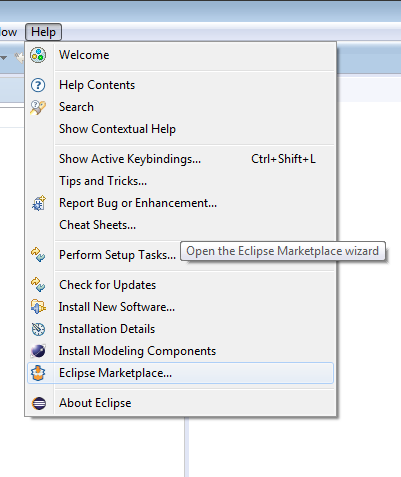 Help
Welcome
Help Contents
Search
Show Contextual Help
Show Active Keybindings... Ctrl+Shift+L
Tips and Tricks...
Report Bug or Enhancement...
Cheat Sheets...
Perform Setup Tasks...
Open the Eclipse Marketplace wizard
Check for Updates
Install New Software...
Installation Details
Install Modeling Components
Eclipse Marketplace...
About Eclipse